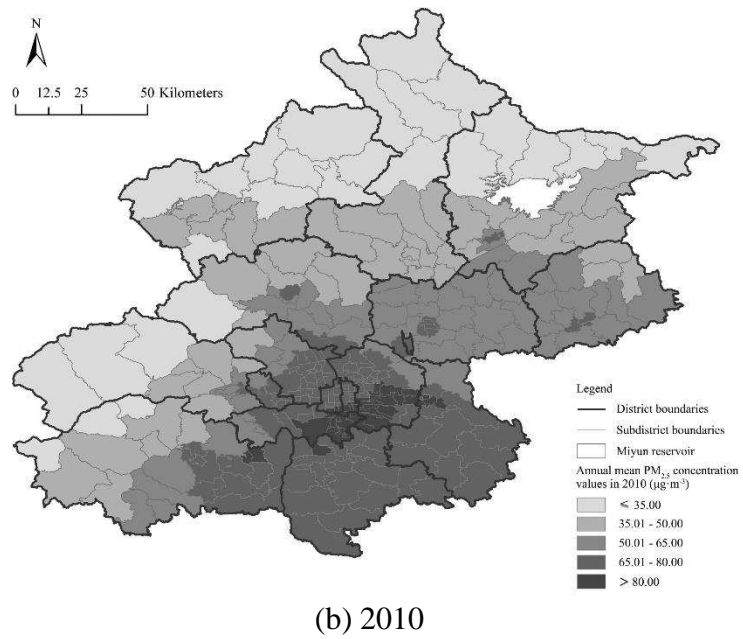 N
0 12.5 25 50 Kilometers
Legend
District boundaries
Subdistrict boundaries
Miyun reservoir
Annual mean PM2.5 concentration
values in 2010 (μg·m-3)
≤ 35.00
35.01 - 50.00
50.01 - 65.00
65.01 - 80.00
> 80.00
(b) 2010